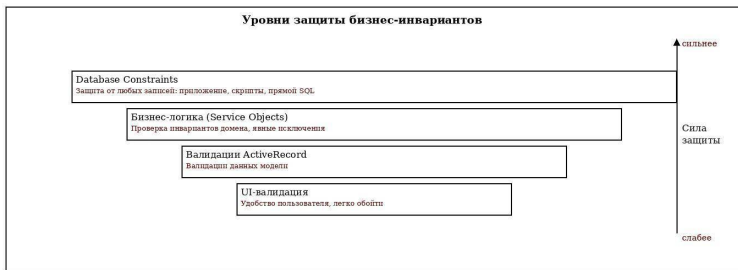 Уровни защиты бизнес-инвариантов
сильнее
Database Constraints
Защита от любых записей: приложение, скрипты, прямой SQL
Бизнес-логика (Service Objects)
Проверка инвариантов домена, явные исключения
Сила
защиты
Валидации ActiveRecord
Валидации данных модели
UI-валидация
Удобство пользователя, легко обойти
слабее